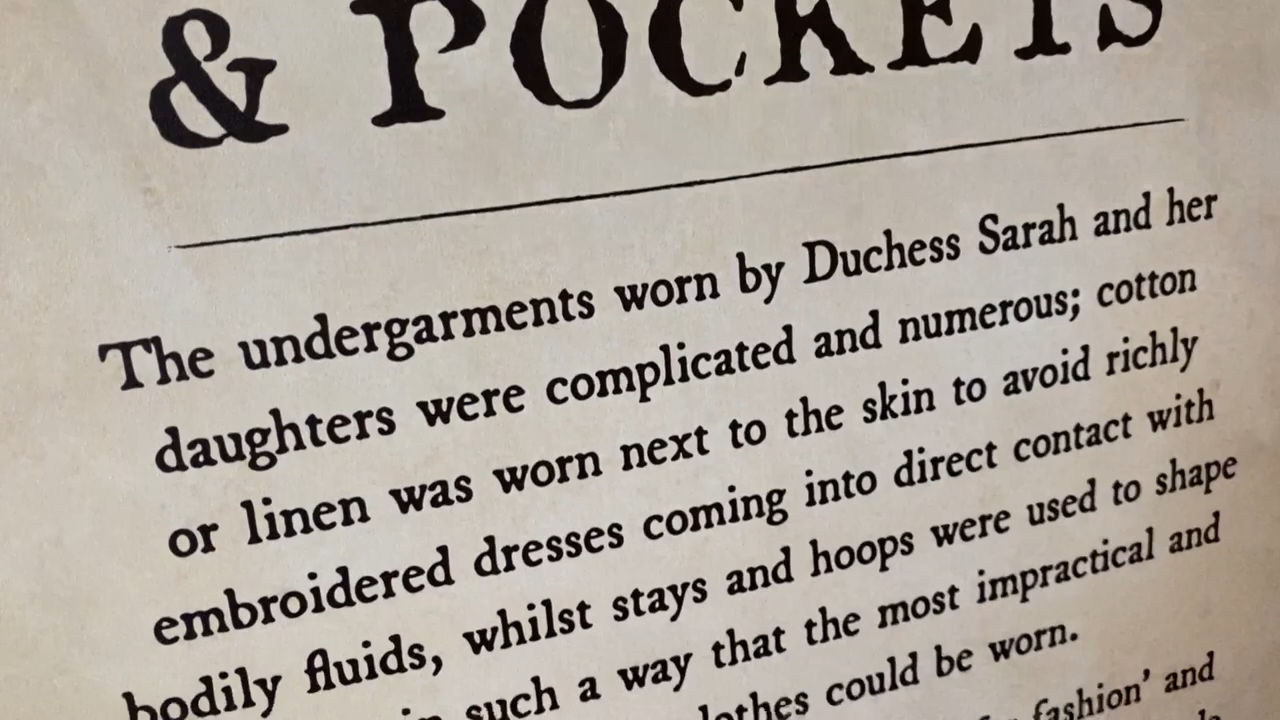 & POCKETS
The undergarments worn by Duchess Sarah and her
daughters were complicated and numerous; cotton
or linen was worn next to the skin to avoid richly
embroidered dresses coming into direct contact with
bodily fluids, whilst stays and hoops were used to shape
in such a way that the most impractical and
clothes could be worn.
fashion' and